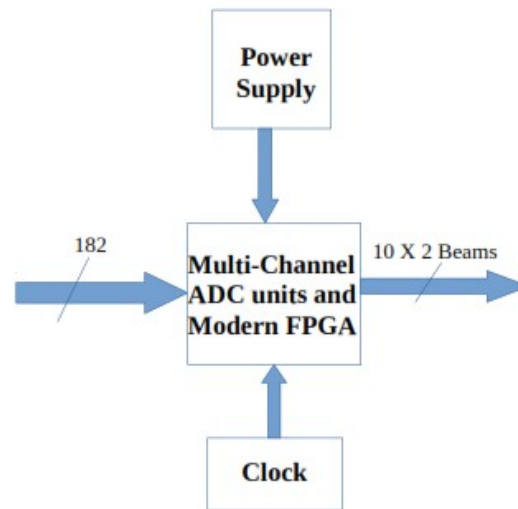 Power
Supply
182
10 X 2 Beams
Multi-Channel
ADC units and
Modern FPGA
Clock